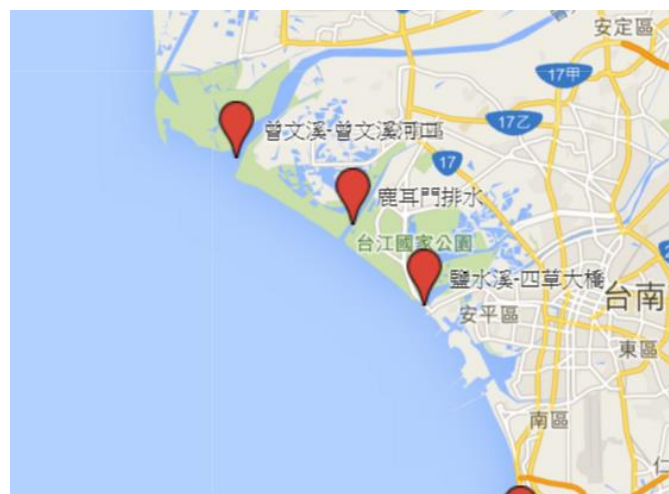 安定區
17甲
曾文溪-曾文溪河口
17乙
17
鹿耳門排水
台江國家公園
鹽水溪-四草大橋
台南
安平區
東區
南區
仁